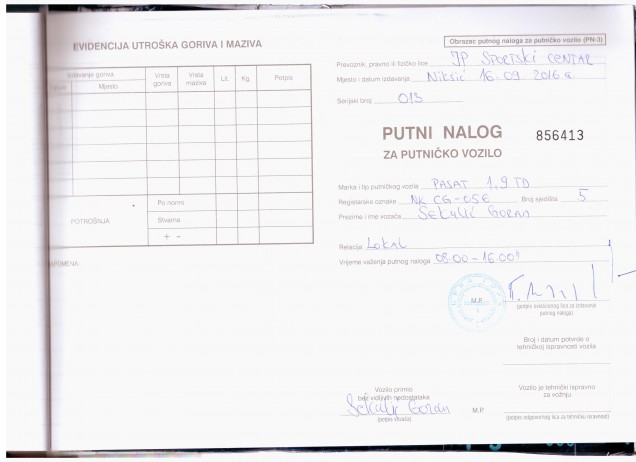 EVIDENCIJA UTROŠKA GORIVA I MAZIVA
Izdavanje goriva
Mjesto
Vrsta goriva
Vrsta maziva
Lit.
Kg
Potpis
POTROŠNJA
Po normi
Stvarna
+ -
Obrazac putnog naloga za putničko vozilo (PN-3)
Prevoznik, pravno ili fizičko lice JP SPORTSKI CENTAR
Mjesto i datum izdavanja Nikšić 16.09.2016 g.
Serijski broj 013
PUTNI NALOG 856413
ZA PUTNIČKO VOZILO
Marka i tip putničkog vozila PASAT 1,9 TD
Registarske oznake NK CG-056 Broj sjedišta 5
Prezime i ime vozača Sekulić Goran
Relacija Lokal
Vrijeme važenja putnog naloga 08:00-16:00h
M.P.
(potpis ovlašćenog lica za izdavanje
putnog naloga)
Broj i datum potvrde o
tehničkoj ispravnosti vozila
Vozilo primio
bez vidljivih nedostataka
Sekulić Goran
(potpis vozača)
M.P.
Vozilo je tehnički ispravno
za vožnju
(potpis odgovornog lica za tehničku ispravnost)